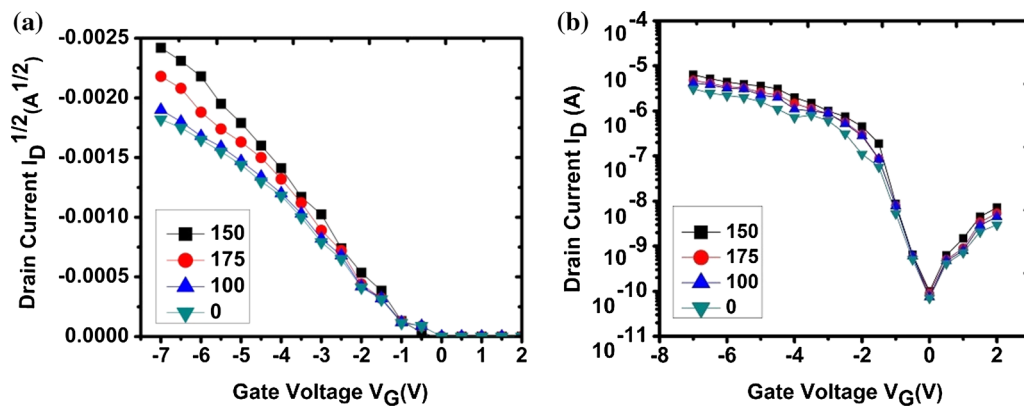 (a)
Drain Current I_D^1/2(A^1/2)
-0.0025
-0.0020
-0.0015
-0.0010
-0.0005
0.0000
150
175
100
0
-7 -6 -5 -4 -3 -2 -1 0 1 2
Gate Voltage V_G(V)
(b)
Drain Current I_D (A)
10^-4
10^-5
10^-6
10^-7
10^-8
10^-9
10^-10
10^-11
150
175
100
0
-8 -6 -4 -2 0 2
Gate Voltage V_G(V)